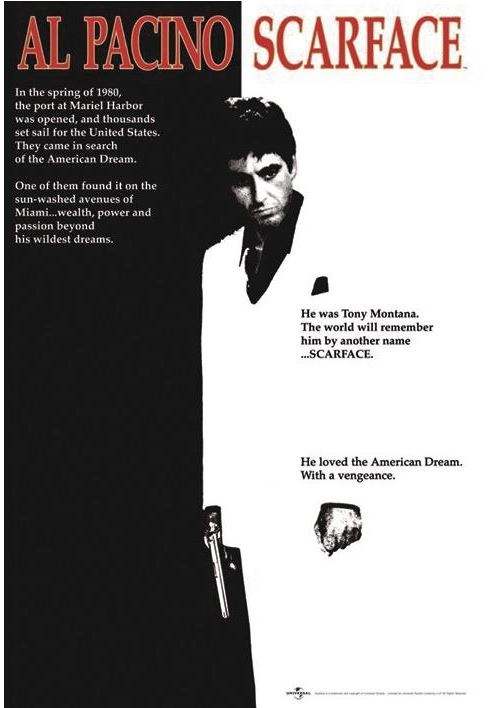 AL PACINO SCARFACE
In the spring of 1980,
the port at Mariel Harbor
was opened, and thousands
set sail for the United States.
They came in search
of the American Dream.
One of them found it on the
sun-washed avenues of
Miami...wealth, power and
passion beyond
his wildest dreams.
He was Tony Montana.
The world will remember
him by another name
...SCARFACE.
He loved the American Dream.
With a vengeance.
UNIVERSAL